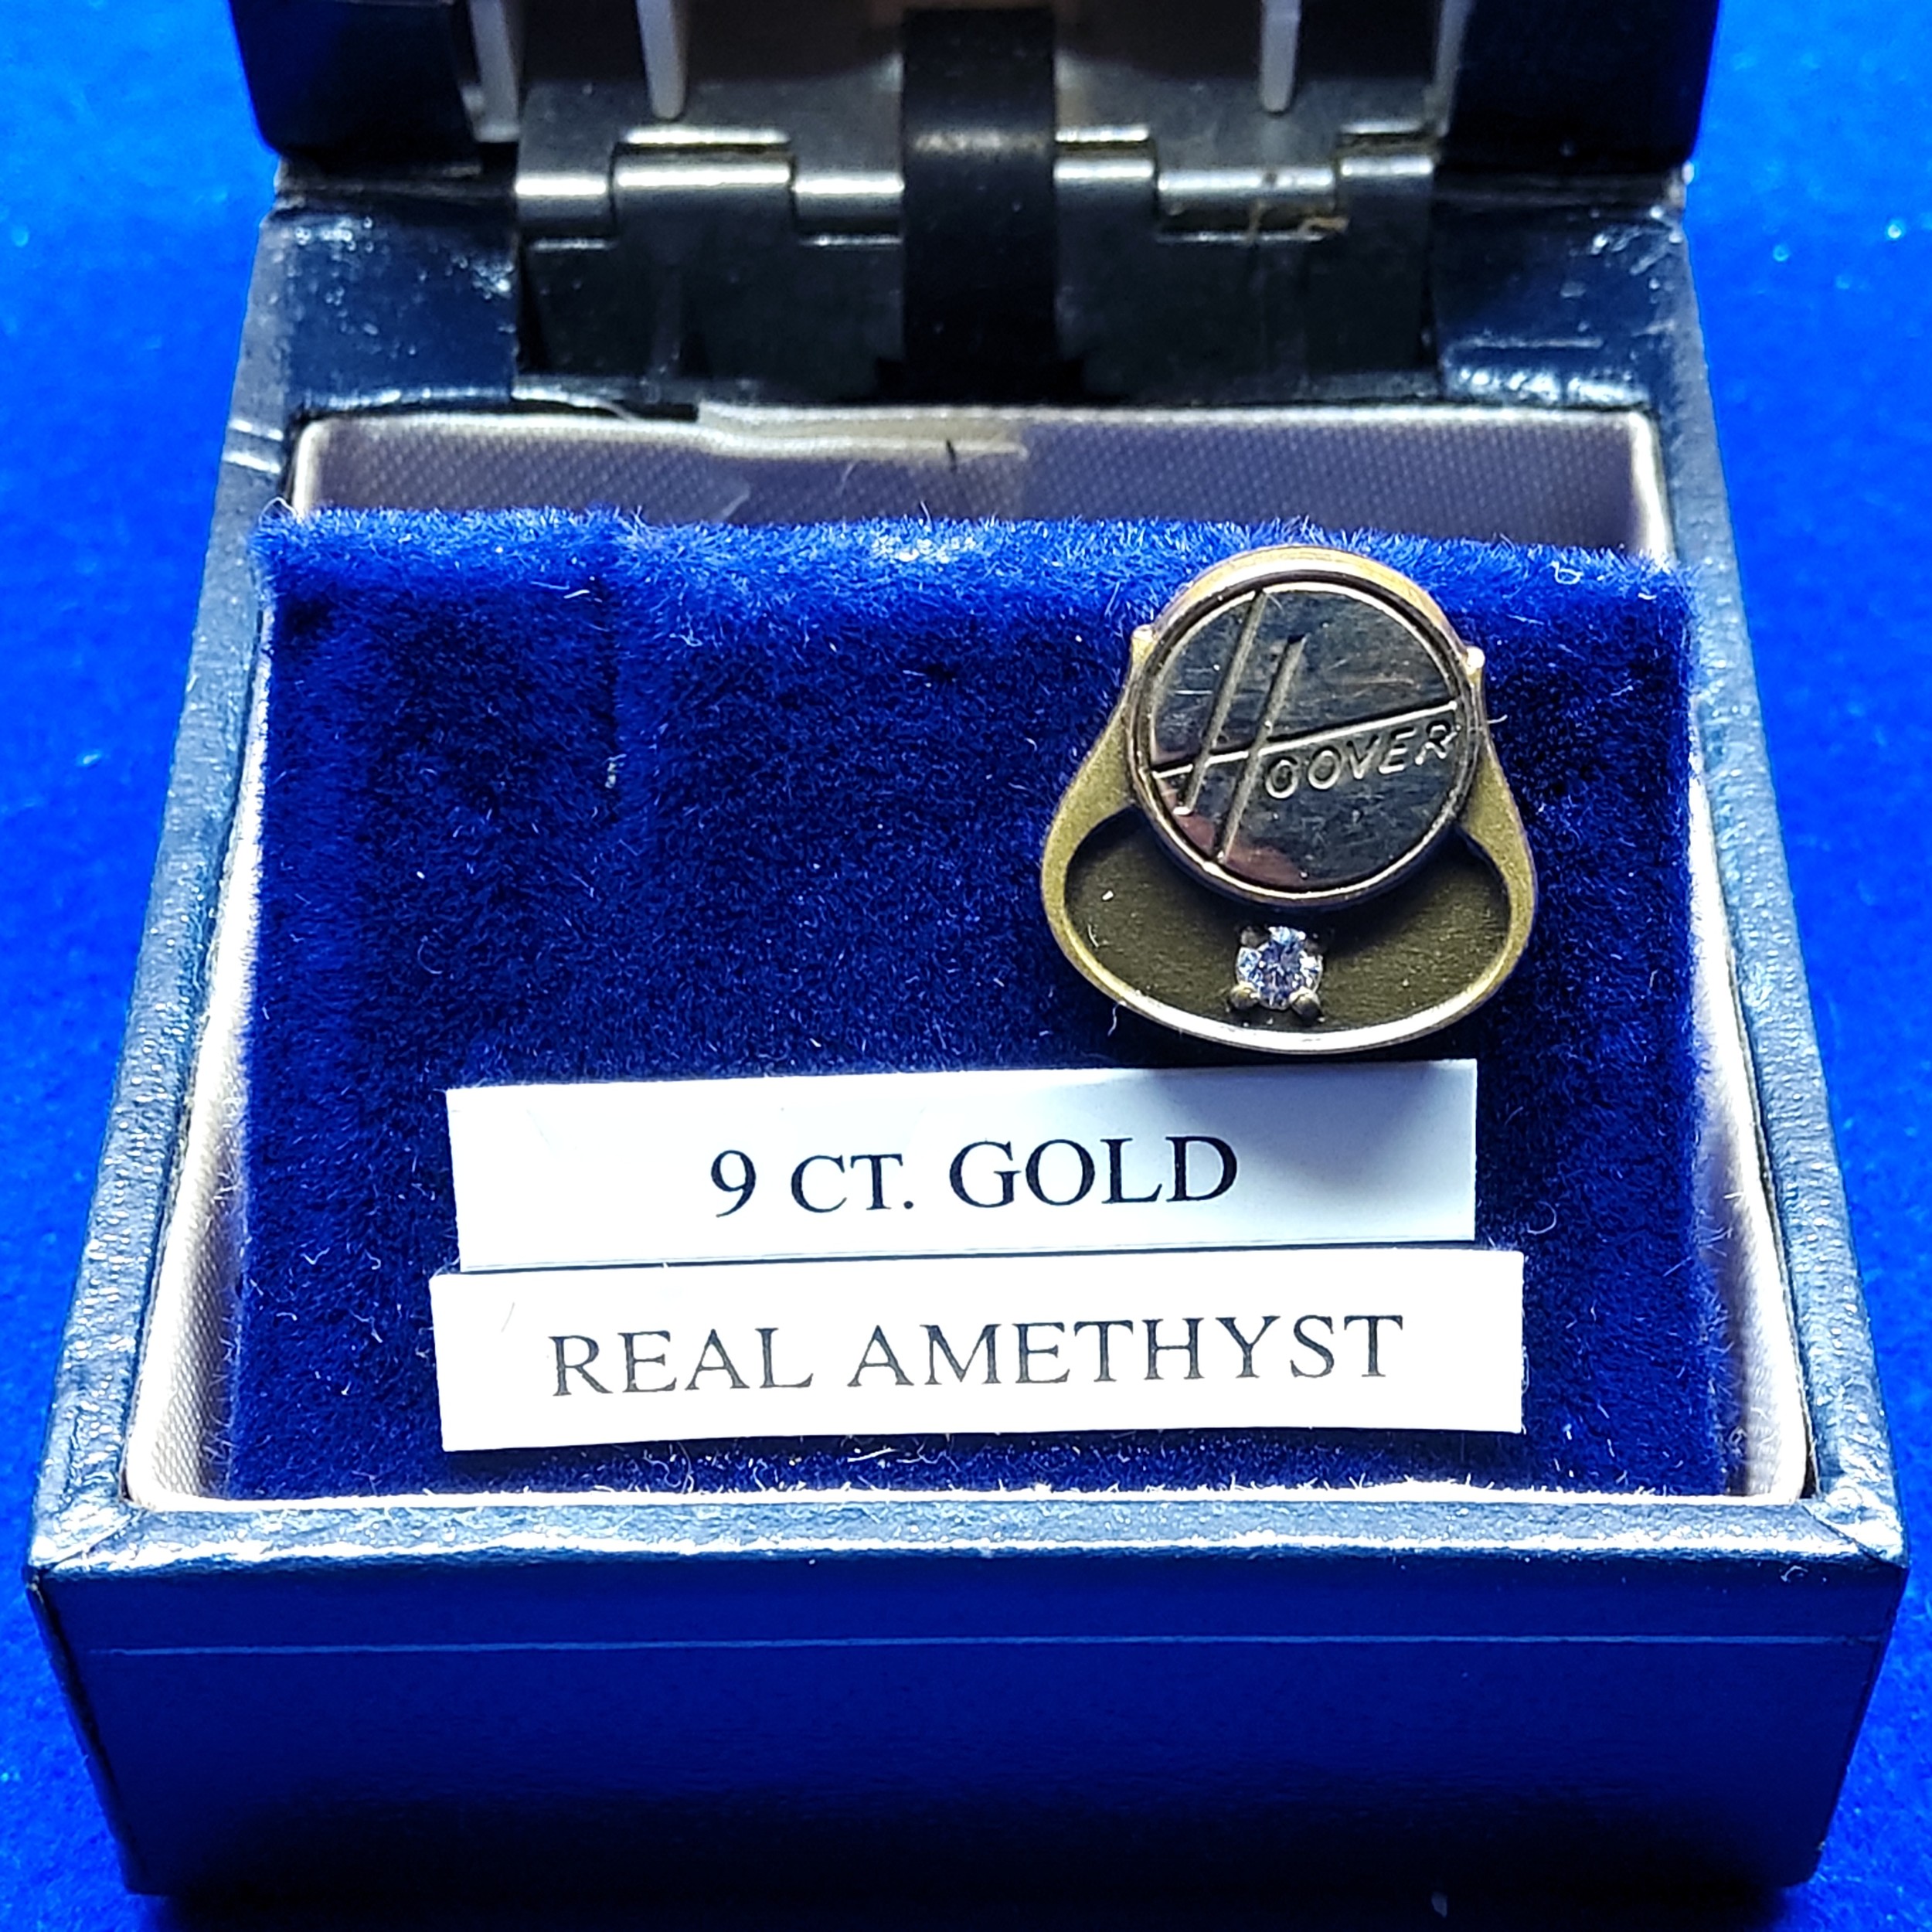 HOOVER
9 CT. GOLD
REAL AMETHYST